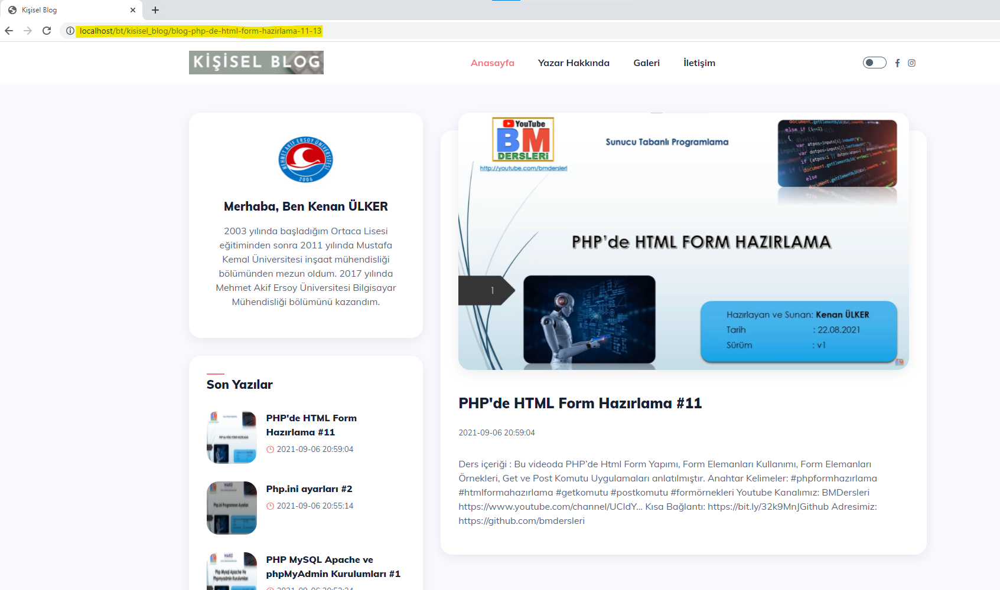 Kişisel Blog
localhost/bt/kisisel_blog/blog-php-de-html-form-hazirlama-11-13
KİŞİSEL BLOG
Anasayfa
Yazar Hakkında
Galeri
İletişim
MEHMET AKİF ERSOY ÜNİVERSİTESİ
2006
Merhaba, Ben Kenan ÜLKER
2003 yılında başladığım Ortaca Lisesi
eğitiminden sonra 2011 yılında Mustafa
Kemal Üniversitesi inşaat mühendisliği
bölümünden mezun oldum. 2017 yılında
Mehmet Akif Ersoy Üniversitesi Bilgisayar
Mühendisliği bölümünü kazandım.
Son Yazılar
PHP'de HTML Form
Hazırlama #11
2021-09-06 20:59:04
Php.ini ayarları #2
2021-09-06 20:55:14
PHP MySQL Apache ve
phpMyAdmin Kurulumları #1
YouTube
BM
DERSLERİ
http://youtube.com/bmdersleri
Sunucu Tabanlı Programlama
PHP'de HTML FORM HAZIRLAMA
1
Hazırlayan ve Sunan: Kenan ÜLKER
Tarih : 22.08.2021
Sürüm : v1
PHP'de HTML Form Hazırlama #11
2021-09-06 20:59:04
Ders içeriği : Bu videoda PHP'de Html Form Yapımı, Form Elemanları Kullanımı, Form Elemanları
Örnekleri, Get ve Post Komutu Uygulamaları anlatılmıştır. Anahtar Kelimeler: #phpformhazırlama
#htmlformahazırlama #getkomutu #postkomutu #formörnekleri Youtube Kanalımız: BMDersleri
https://www.youtube.com/channel/UCldY... Kısa Bağlantı: https://bit.ly/32k9MnJGithub Adresimiz:
https://github.com/bmdersleri